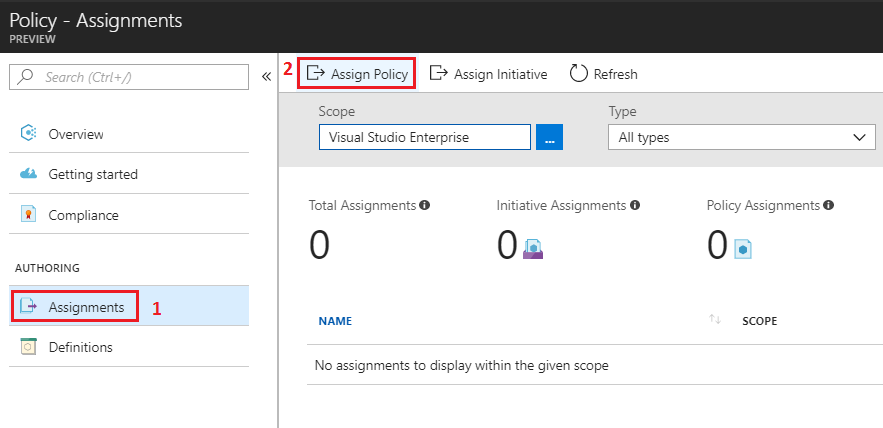 Policy - Assignments
PREVIEW
Search (Ctrl+/)
«
2
Assign Policy
Assign Initiative
Refresh
Scope
Type
Visual Studio Enterprise
...
All types
Overview
Getting started
Compliance
AUTHORING
Assignments
1
Definitions
Total Assignments
Initiative Assignments
Policy Assignments
0
0
0
NAME
SCOPE
No assignments to display within the given scope